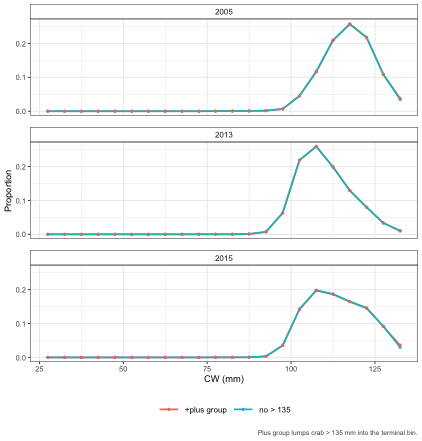 2005
0.2
0.1
0.0
2013
0.2
0.1
0.0
Proportion
2015
0.2
0.1
0.0
25 50 75 100 125
CW (mm)
+plus group no > 135
Plus group lumps crab > 135 mm into the terminal bin.